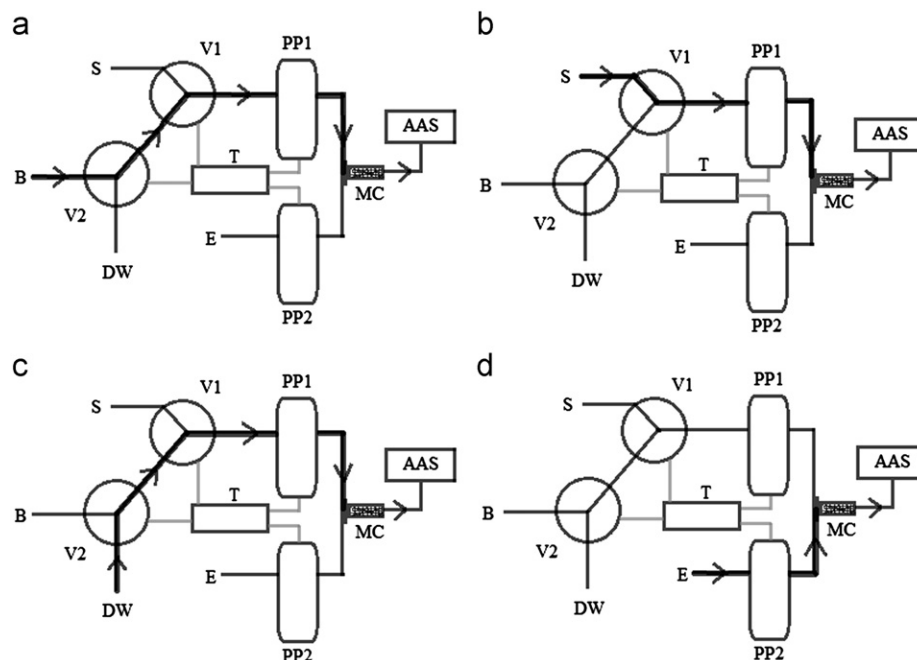 a
V1
PP1
S
AAS
B
T
MC
V2
E
DW
PP2
b
V1
PP1
S
AAS
B
T
MC
V2
E
DW
PP2
c
V1
PP1
S
AAS
B
T
MC
V2
E
DW
PP2
d
V1
PP1
S
AAS
B
T
MC
V2
E
DW
PP2